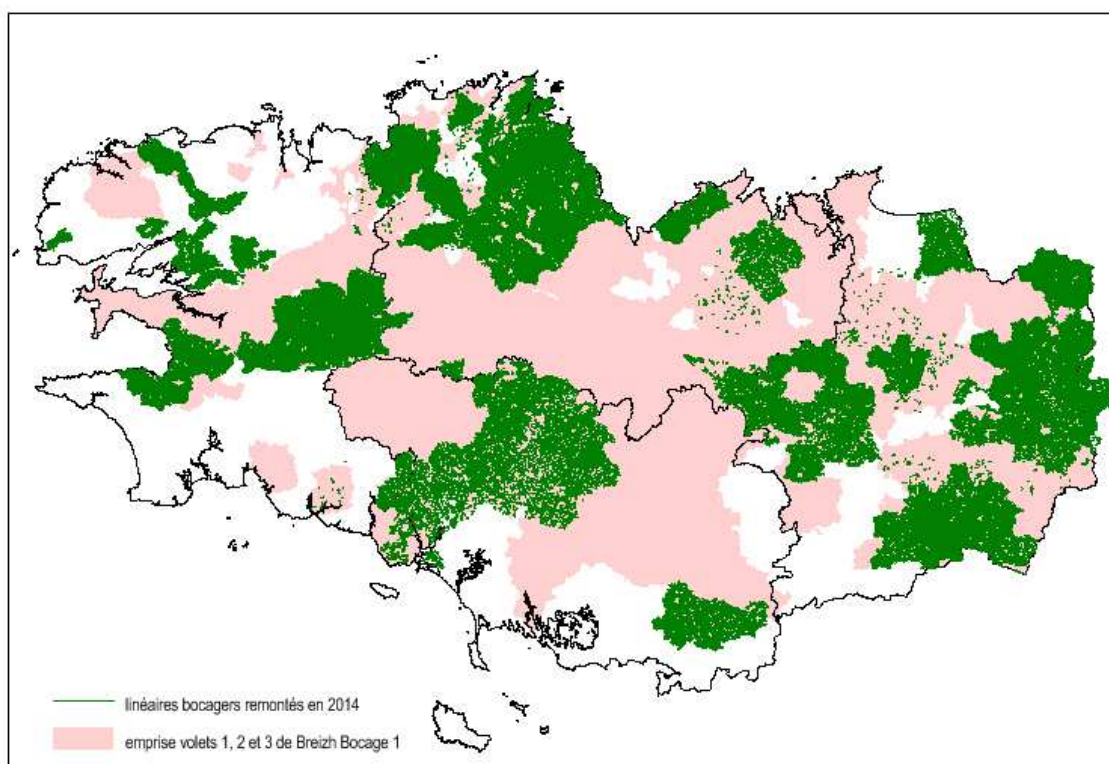 linéaires bocagers remontés en 2014
emprise volets 1, 2 et 3 de Breizh Bocage 1